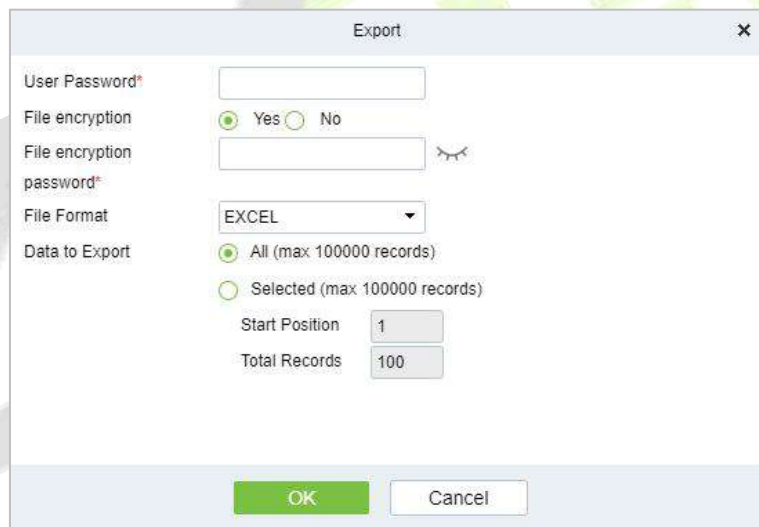 Export
User Password*
File encryption Yes No
File encryption
password*
File Format EXCEL
Data to Export All (max 100000 records)
Selected (max 100000 records)
Start Position 1
Total Records 100
OK Cancel